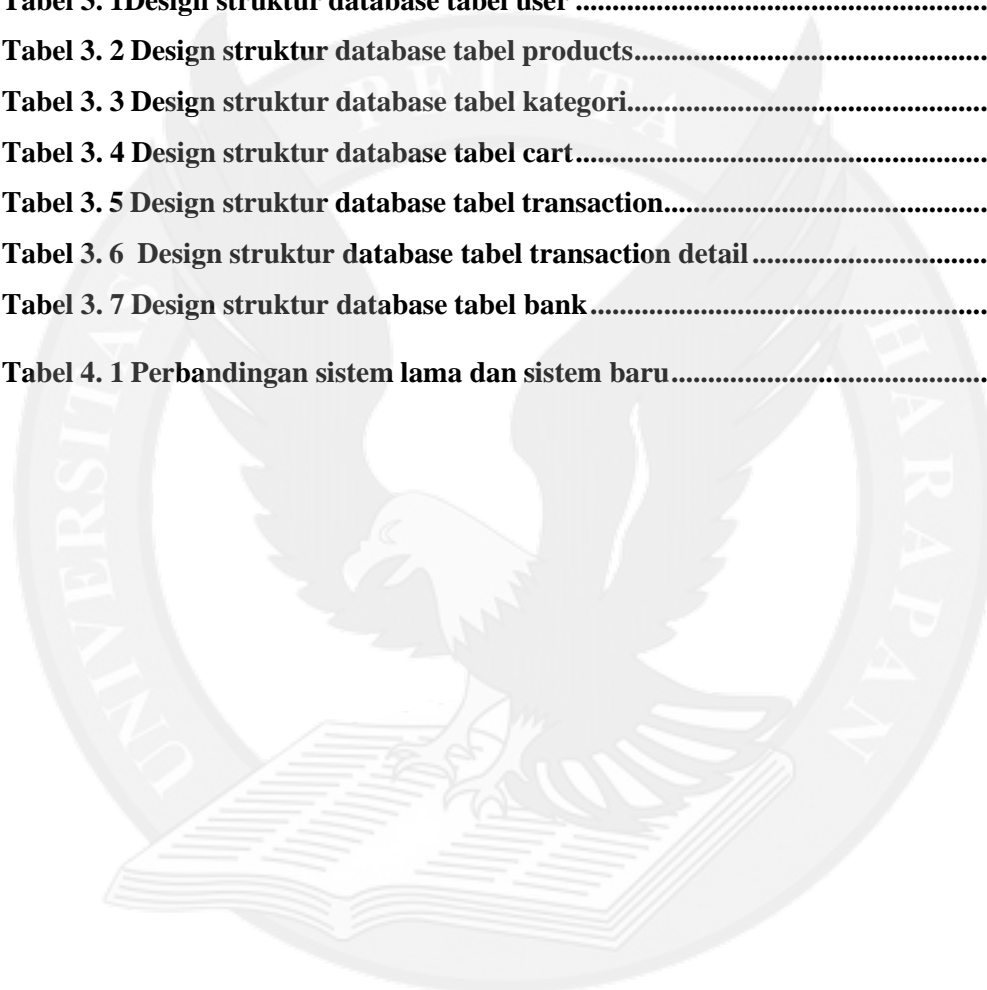 Tabel 3. 1Design struktur database tabel user ....................................................................
Tabel 3. 2 Design struktur database tabel products..........................................................
Tabel 3. 3 Design struktur database tabel kategori...........................................................
Tabel 3. 4 Design struktur database tabel cart....................................................................
Tabel 3. 5 Design struktur database tabel transaction.....................................................
Tabel 3. 6  Design struktur database tabel transaction detail........................................
Tabel 3. 7 Design struktur database tabel bank.................................................................
Tabel 4. 1 Perbandingan sistem lama dan sistem baru....................................................
UNIVERSITAS PELITA HARAPAN